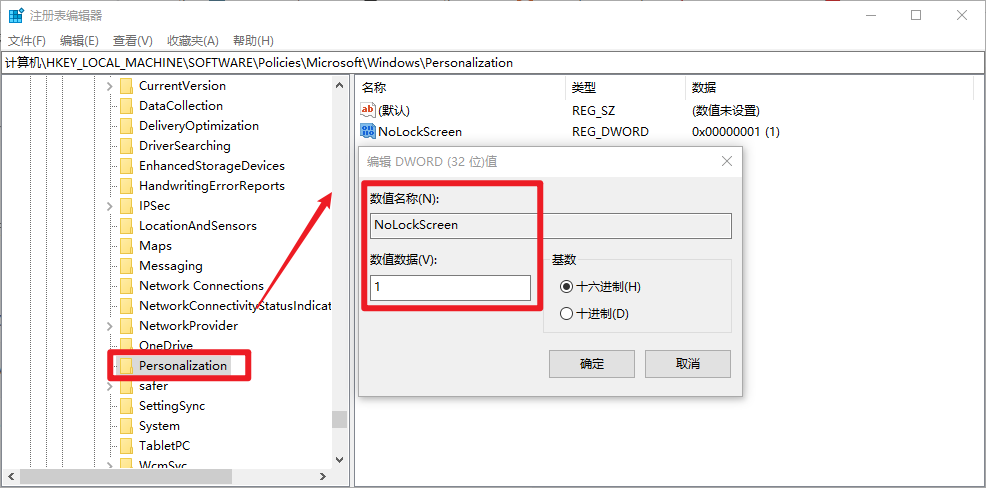 注册表编辑器
文件(F) 编辑(E) 查看(V) 收藏夹(A) 帮助(H)
计算机\HKEY_LOCAL_MACHINE\SOFTWARE\Policies\Microsoft\Windows\Personalization
CurrentVersion
DataCollection
DeliveryOptimization
DriverSearching
EnhancedStorageDevices
HandwritingErrorReports
IPSec
LocationAndSensors
Maps
Messaging
Network Connections
NetworkConnectivityStatusIndicat
NetworkProvider
OneDrive
Personalization
safer
SettingSync
System
TabletPC
WcmSvc
名称 类型 数据
ab (默认) REG_SZ (数值未设置)
NoLockScreen REG_DWORD 0x00000001 (1)
编辑 DWORD (32 位)值
数值名称(N):
NoLockScreen
数值数据(V):
1
基数
十六进制(H)
十进制(D)
确定 取消